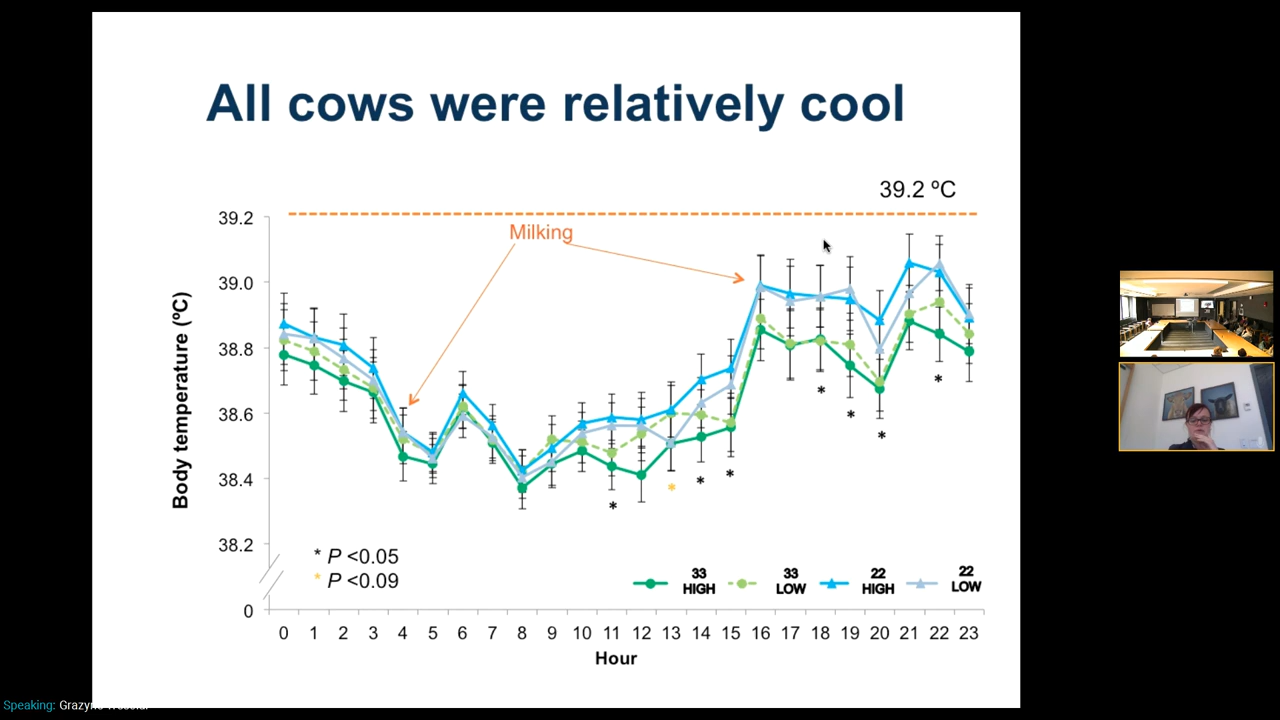 All cows were relatively cool
39.2 ºC
39.2
Milking
39.0
38.8
38.6
38.4
38.2
0
Body temperature (ºC)
*
*
*
*
*
*
*
*
* P <0.05
* P <0.09
33 HIGH
33 LOW
22 HIGH
22 LOW
0 1 2 3 4 5 6 7 8 9 10 11 12 13 14 15 16 17 18 19 20 21 22 23
Hour
Speaking: